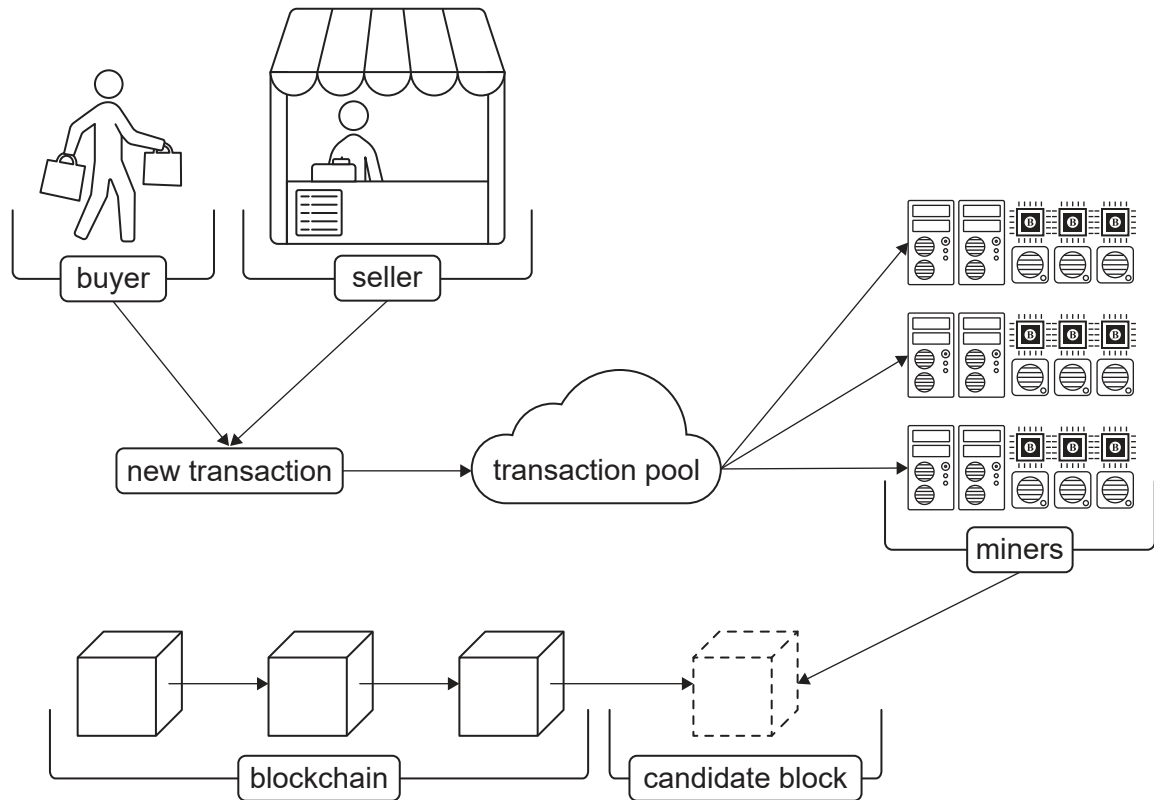 buyer
seller
new transaction
transaction pool
B B B
B B B
B B B
miners
blockchain
candidate block